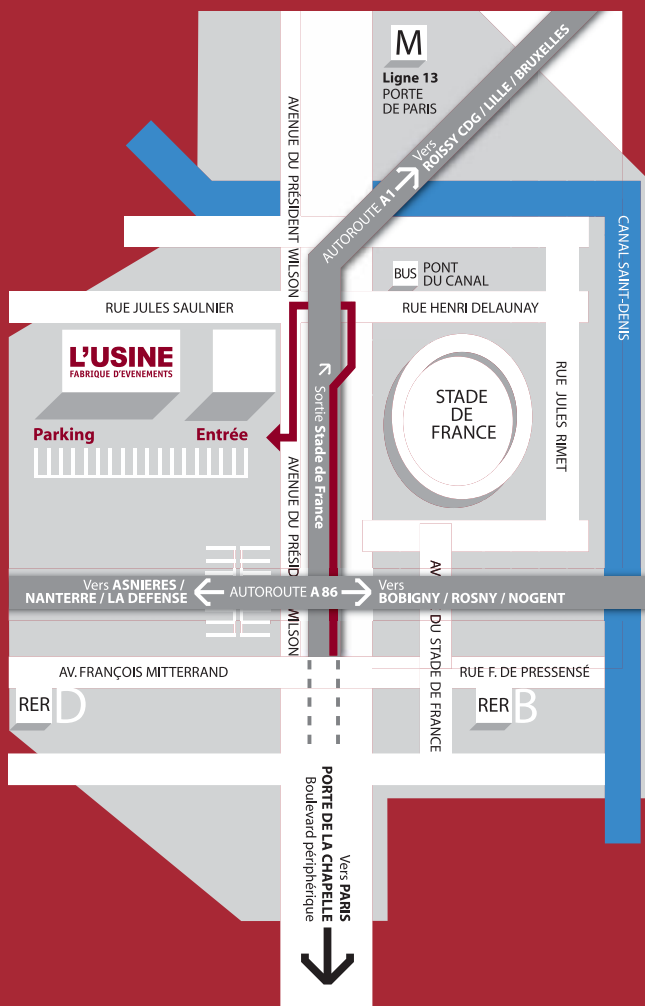 M
Ligne 13
PORTE
DE PARIS
Vers
ROISSY CDG / LILLE / BRUXELLES
AUTOROUTE A1
AVENUE DU PRÉSIDENT WILSON
CANAL SAINT-DENIS
BUS
PONT
DU CANAL
RUE JULES SAULNIER
RUE HENRI DELAUNAY
L'USINE
FABRIQUE D'EVENEMENTS
Parking
Entrée
Sortie Stade de France
STADE
DE
FRANCE
RUE JULES RIMET
AVENUE DU PRÉSID
WILSON
Vers ASNIERES /
NANTERRE / LA DEFENSE
AUTOROUTE A 86
Vers
BOBIGNY / ROSNY / NOGENT
AV
DU STADE DE FRANCE
AV. FRANÇOIS MITTERRAND
RUE F. DE PRESSENSÉ
RER D
RER B
Vers PARIS
PORTE DE LA CHAPELLE
Boulevard périphérique